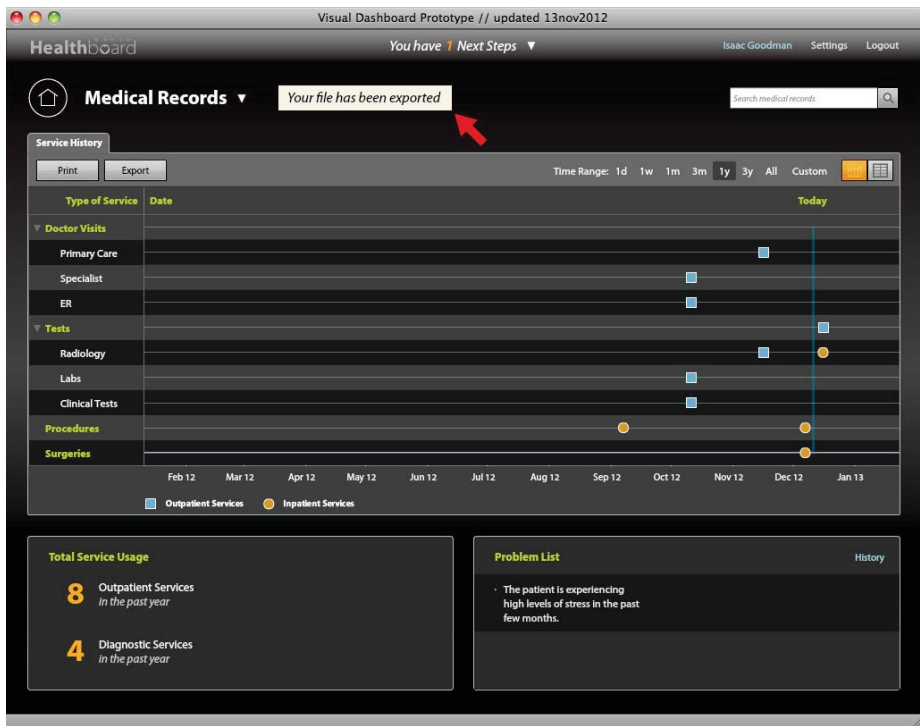 Visual Dashboard Prototype // updated 13nov2012
Healthboard
You have 1 Next Steps ▼
Isaac Goodman Settings Logout
Medical Records ▼
Your file has been exported
Search medical records
Service History
Print Export
Time Range: 1d 1w 1m 3m 1y 3y All Custom
Type of Service Date Today
Doctor Visits
Primary Care
Specialist
ER
Tests
Radiology
Labs
Clinical Tests
Procedures
Surgeries
Feb 12 Mar 12 Apr 12 May 12 Jun 12 Jul 12 Aug 12 Sep 12 Oct 12 Nov 12 Dec 12 Jan 13
Outpatient Services Inpatient Services
Total Service Usage
8 Outpatient Services
in the past year
4 Diagnostic Services
in the past year
Problem List History
· The patient is experiencing
high levels of stress in the past
few months.